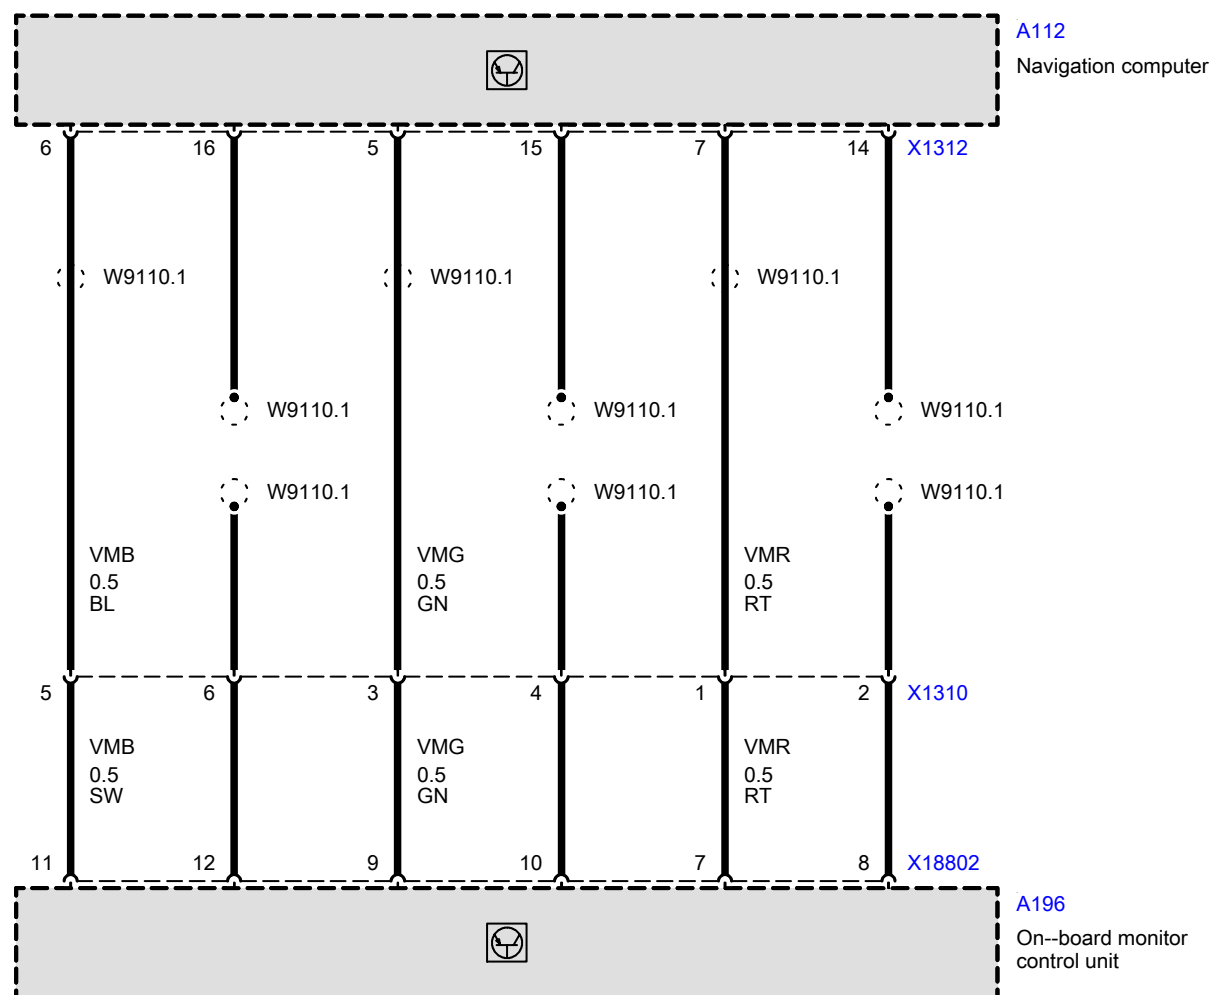 A112
Navigation computer
6 16 5 15 7 14 X1312
W9110.1 W9110.1 W9110.1
W9110.1 W9110.1 W9110.1
W9110.1 W9110.1 W9110.1
VMB VMG VMR
0.5 0.5 0.5
BL GN RT
5 6 3 4 1 2 X1310
VMB VMG VMR
0.5 0.5 0.5
SW GN RT
11 12 9 10 7 8 X18802
A196
On--board monitor
control unit